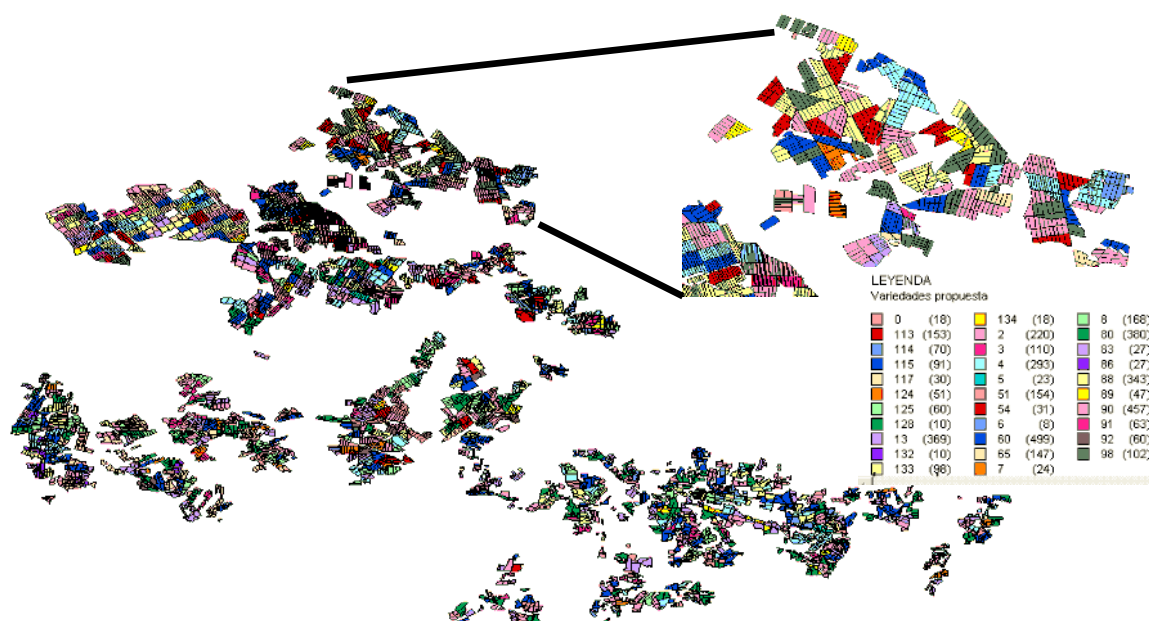 LEYENDA
Variedades propuesta
0 (18) 134 (18) 8 (168)
113 (153) 2 (220) 80 (380)
114 (70) 3 (110) 83 (27)
115 (91) 4 (293) 86 (27)
117 (30) 5 (23) 88 (343)
124 (51) 51 (154) 89 (47)
125 (60) 54 (31) 90 (457)
128 (10) 6 (8) 91 (63)
13 (369) 60 (499) 92 (60)
132 (10) 65 (147) 98 (102)
133 (98) 7 (24)